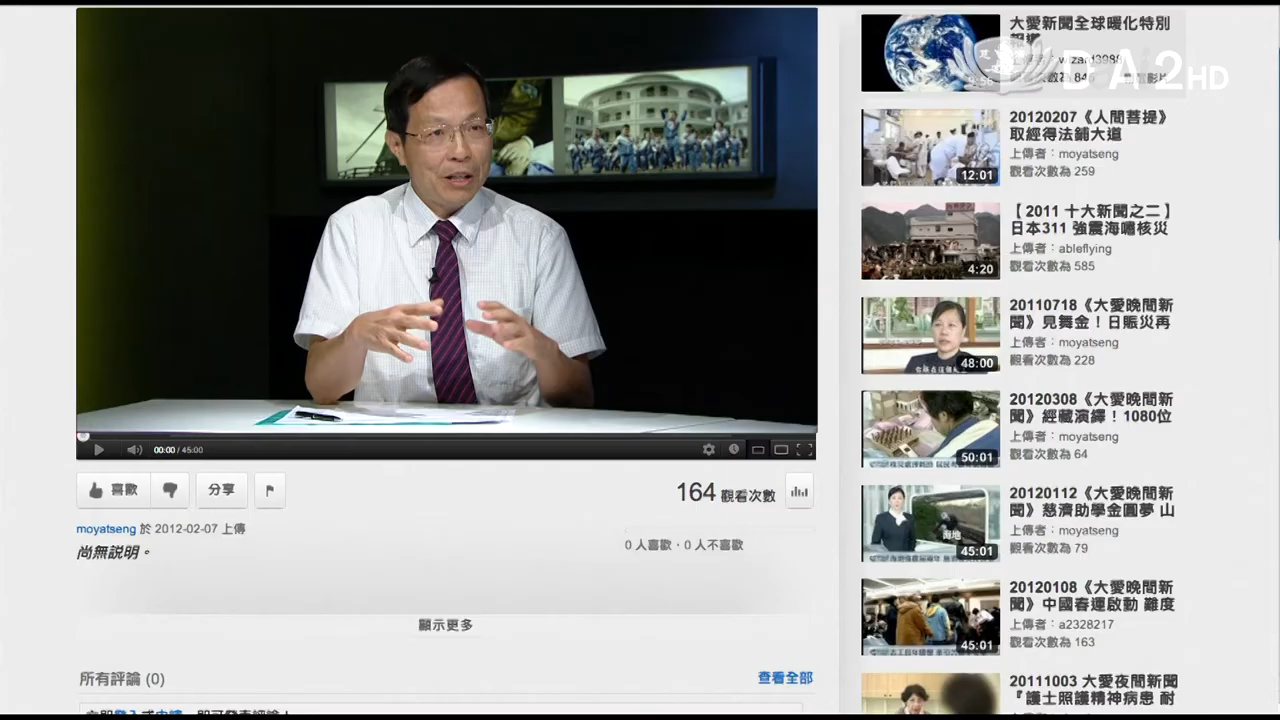 00:00 / 45:00
喜歡
分享
164 觀看次數
moyatseng 於 2012-02-07 上傳
尚無說明。
0 人喜歡，0 人不喜歡
顯示更多
所有評論 (0)
查看全部
大愛新聞全球暖化特別
A 2HD
20120207《人間菩提》
取經得法鋪大道
上傳者：moyatseng
觀看次數為 259
12:01
【2011 十大新聞之二】
日本311 強震海嘯核災
上傳者：ableflying
觀看次數為 585
4:20
20110718《大愛晚間新
聞》見舞金！日賑災再
上傳者：moyatseng
觀看次數為 228
48:00
20120308《大愛晚間新
聞》經藏演繹！1080位
上傳者：moyatseng
觀看次數為 64
50:01
20120112《大愛晚間新
聞》慈濟助學金圓夢 山
上傳者：moyatseng
觀看次數為 79
海地
45:01
20120108《大愛晚間新
聞》中國春運啟動 難度
上傳者：a2328217
觀看次數為 163
45:01
20111003 大愛夜間新聞
『護士照護精神病患 耐